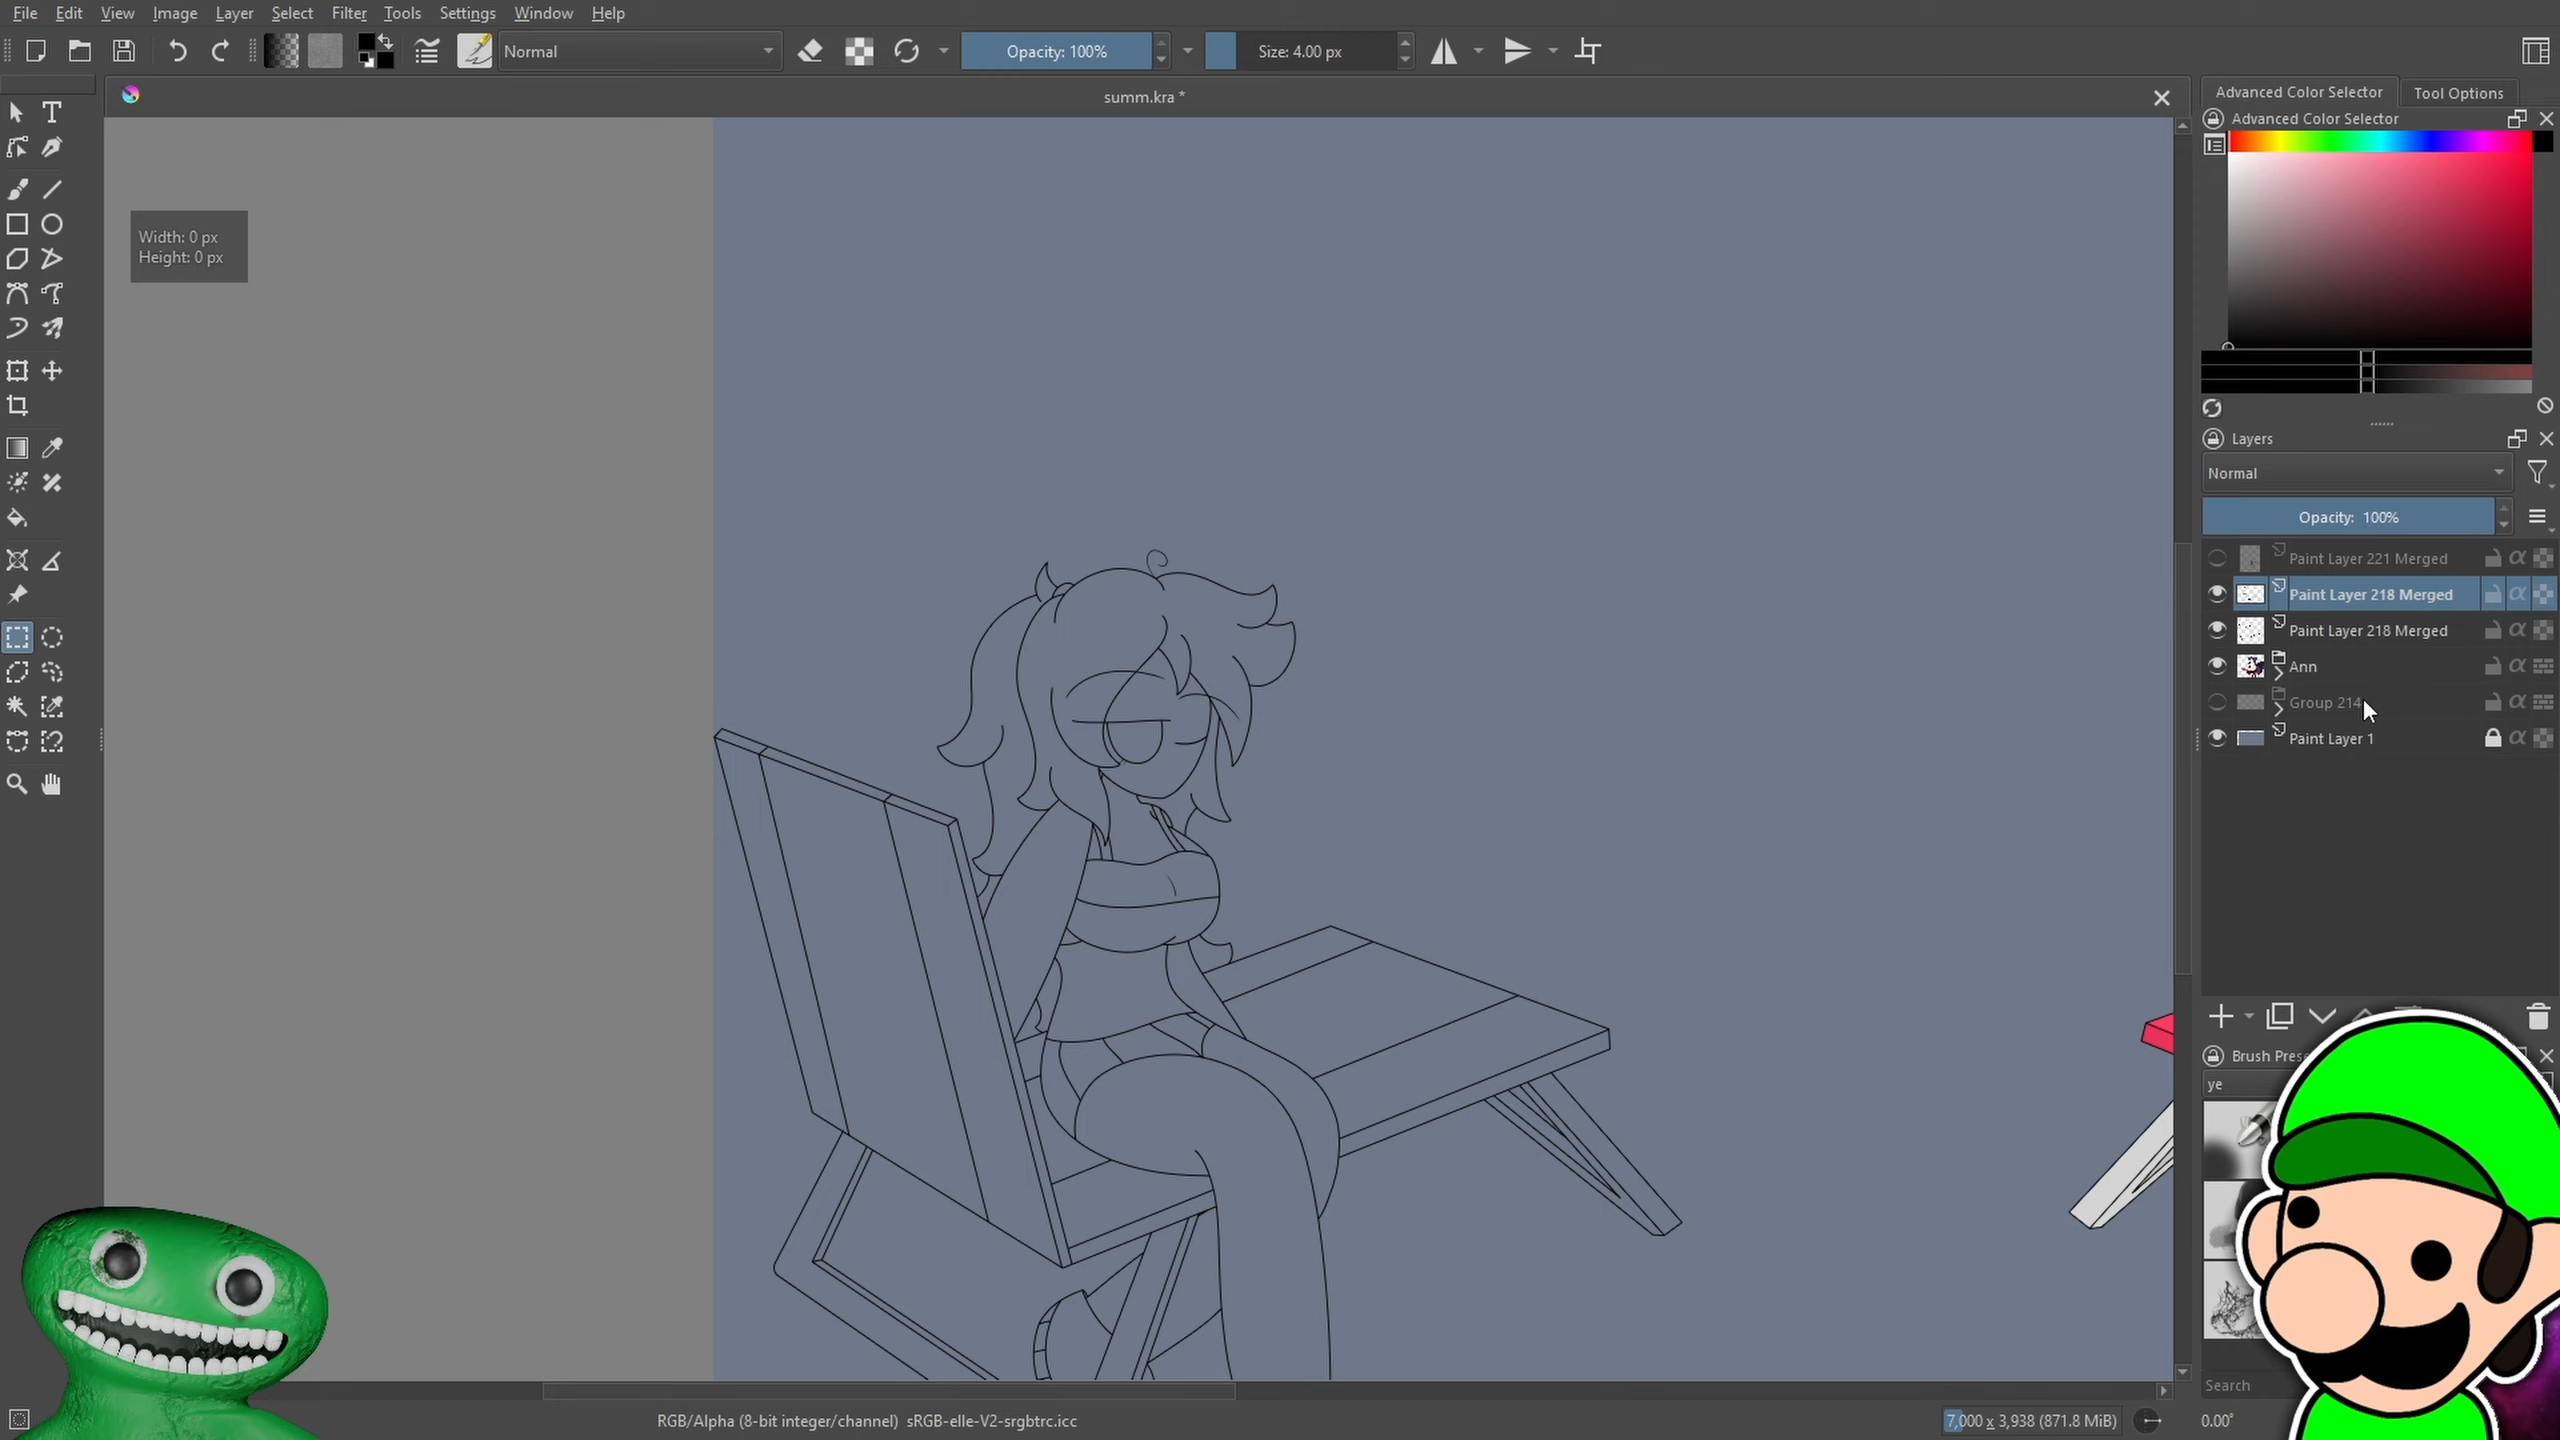 File Edit View Image Layer Select Filter Tools Settings Window Help
Normal
Opacity: 100%
Size: 4.00 px
summ.kra *
Width: 0 px
Height: 0 px
Advanced Color Selector
Tool Options
Advanced Color Selector
Layers
Normal
Opacity: 100%
Paint Layer 221 Merged
Paint Layer 218 Merged
Paint Layer 218 Merged
Ann
Group 214
Paint Layer 1
Brush Pres
ye
Search
RGB/Alpha (8-bit integer/channel) sRGB-elle-V2-srgbtrc.icc
7,000 x 3,938 (871.8 MiB)
0.00°